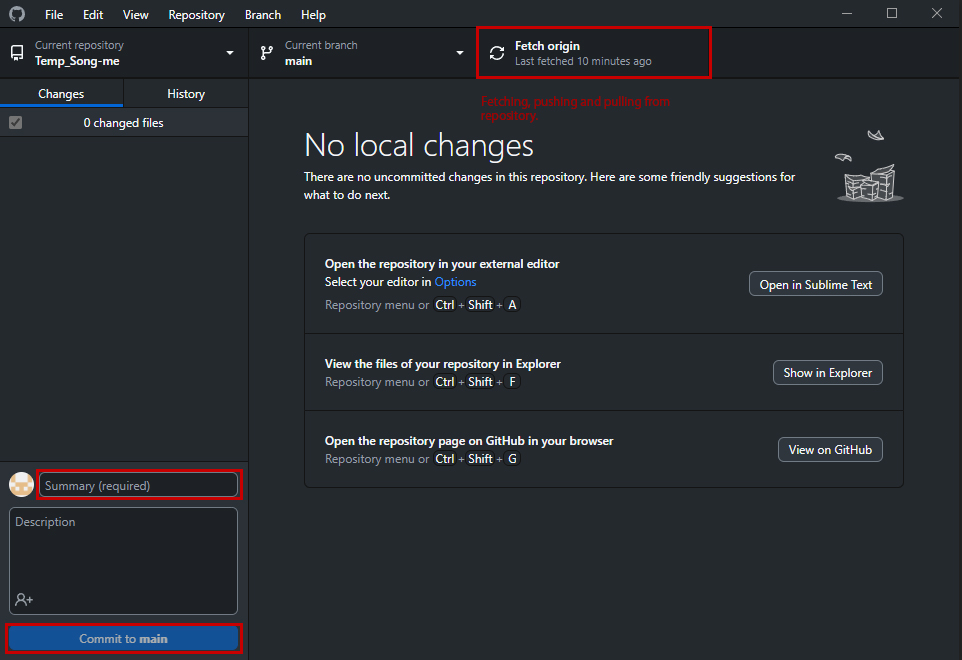 File Edit View Repository Branch Help
Current repository
Temp_Song-me
Current branch
main
Fetch origin
Last fetched 10 minutes ago
Changes History
0 changed files
Fetching, pushing and pulling from
repository.
No local changes
There are no uncommitted changes in this repository. Here are some friendly suggestions for
what to do next.
Open the repository in your external editor
Select your editor in Options
Repository menu or Ctrl + Shift + A
Open in Sublime Text
View the files of your repository in Explorer
Repository menu or Ctrl + Shift + F
Show in Explorer
Open the repository page on GitHub in your browser
Repository menu or Ctrl + Shift + G
View on GitHub
Summary (required)
Description
Commit to main